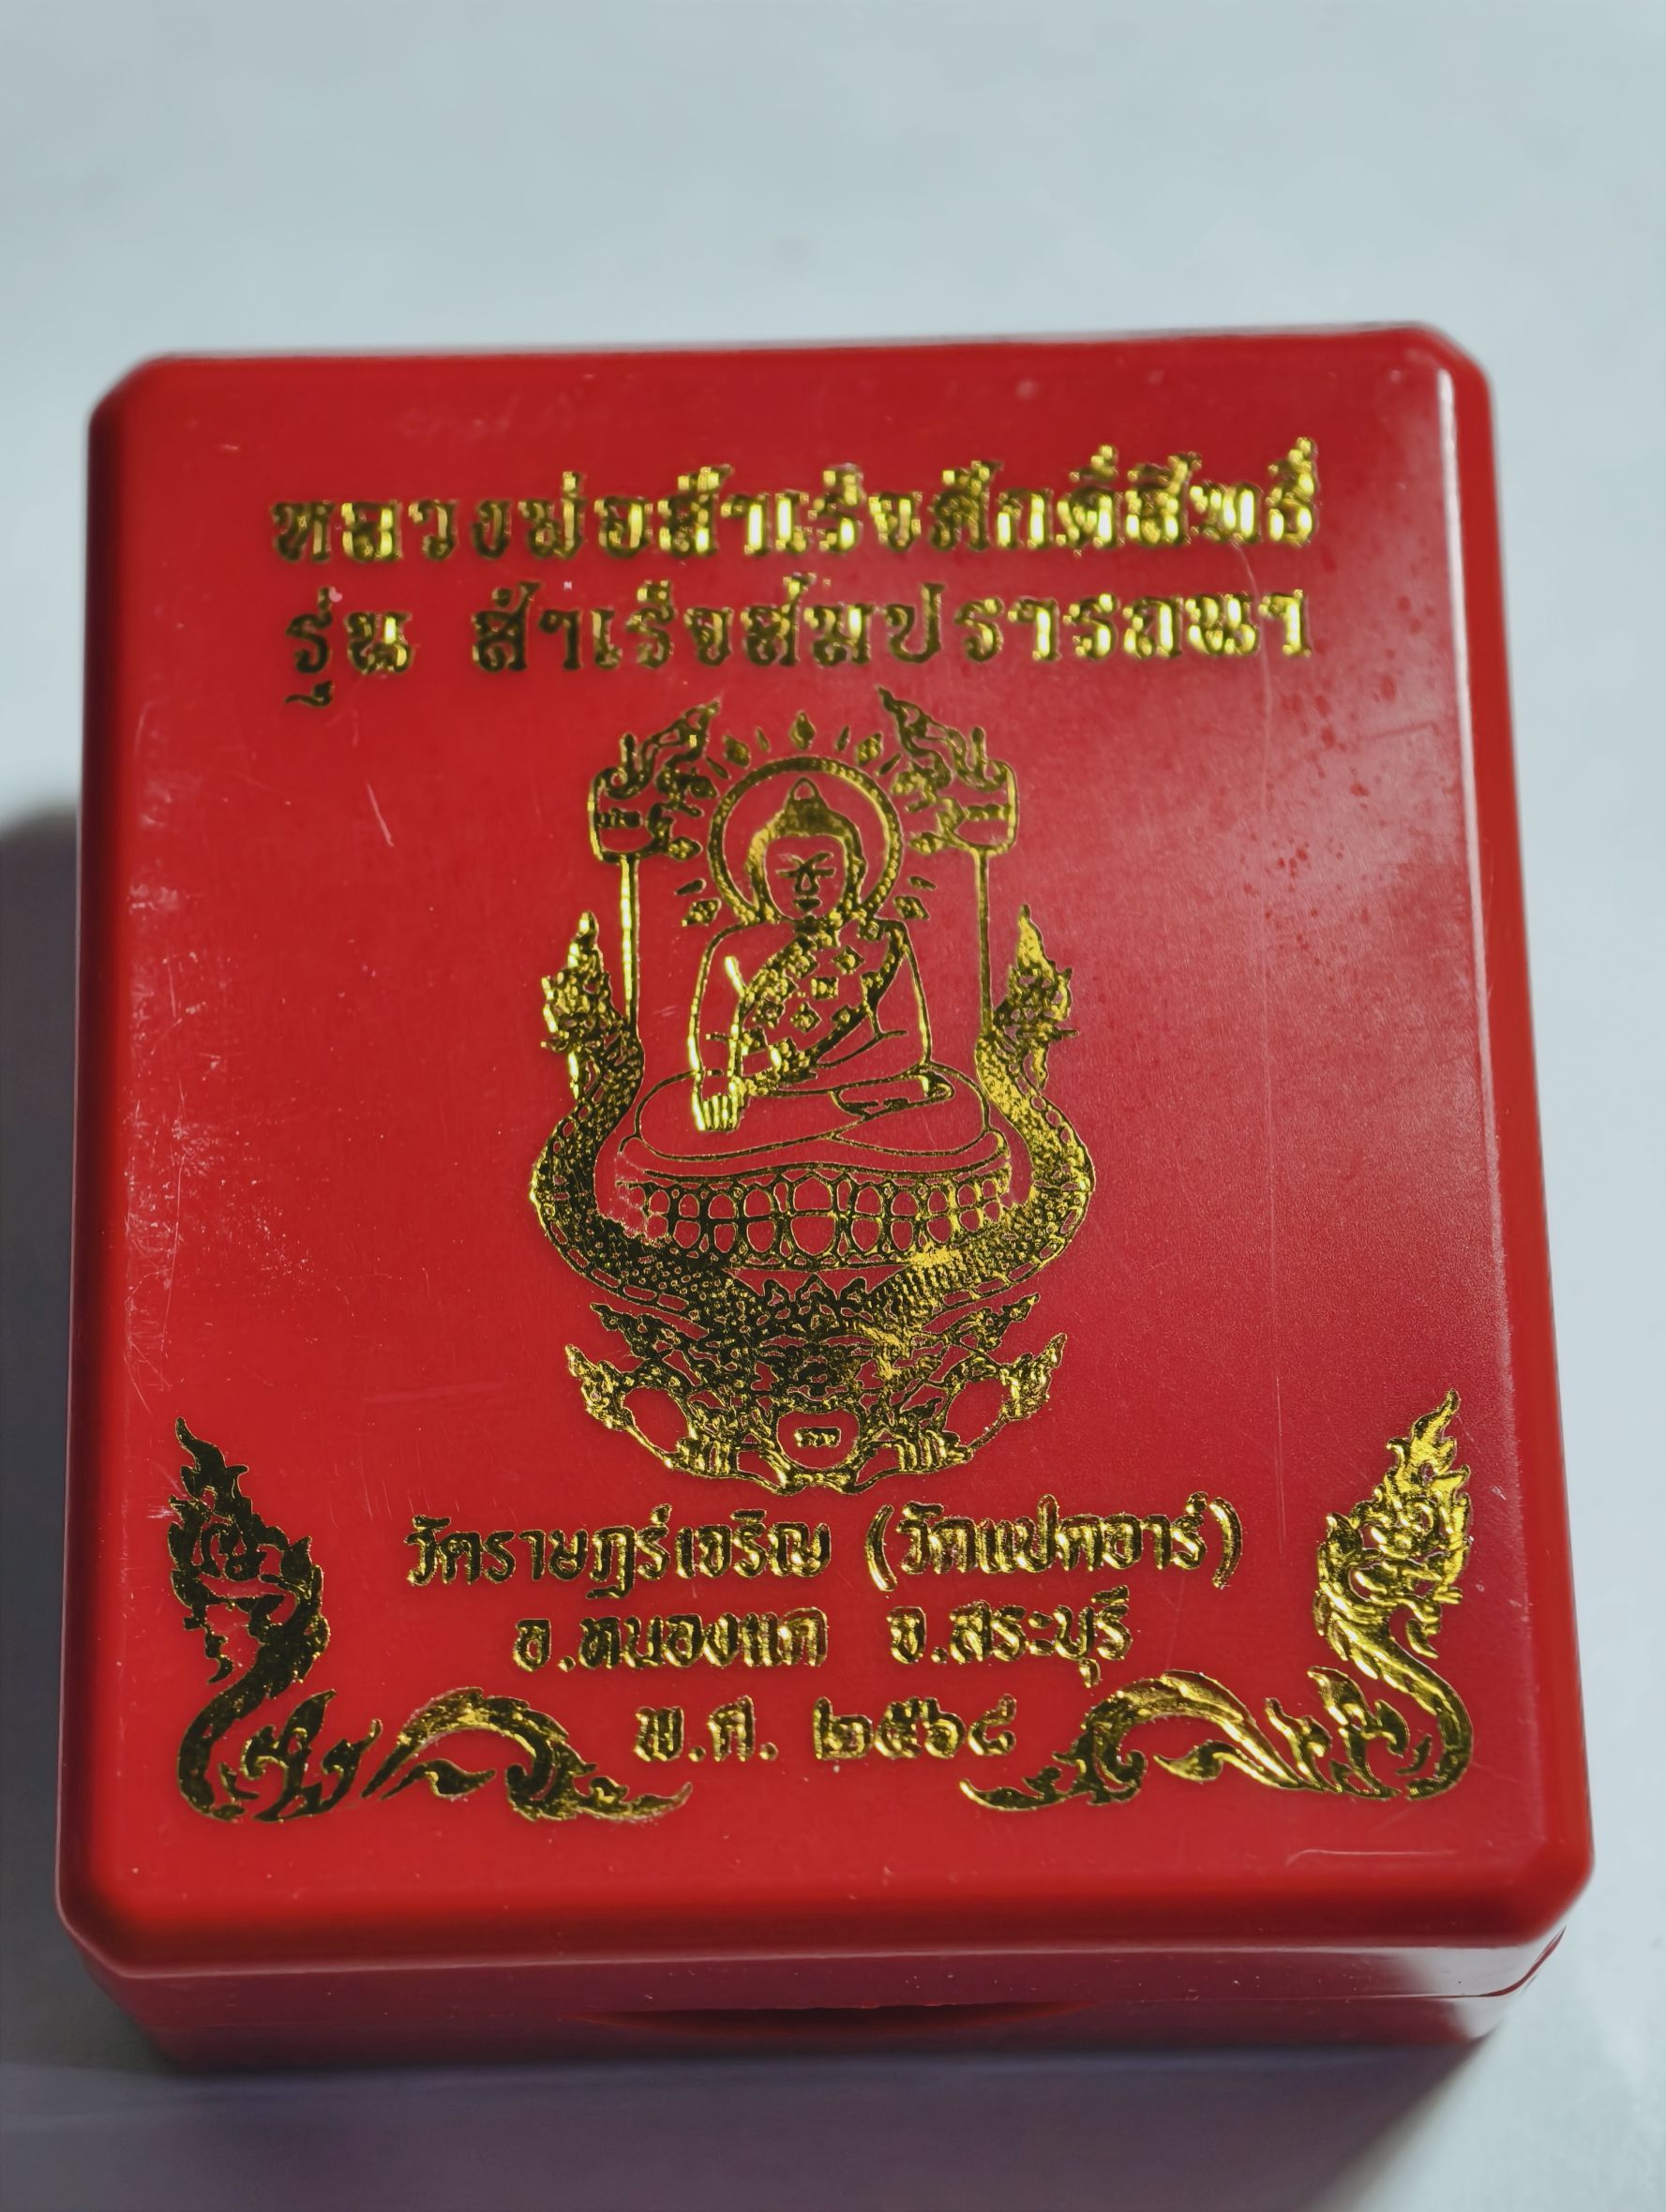 หลวงพ่อสำเร็จศักดิ์สิทธิ์
รุ่น สำเร็จสมปรารถนา
วัดราษฎร์เจริญ (วัดแปดอาร์)
อ.หนองแค จ.สระบุรี
พ.ศ. ๒๕๖๘